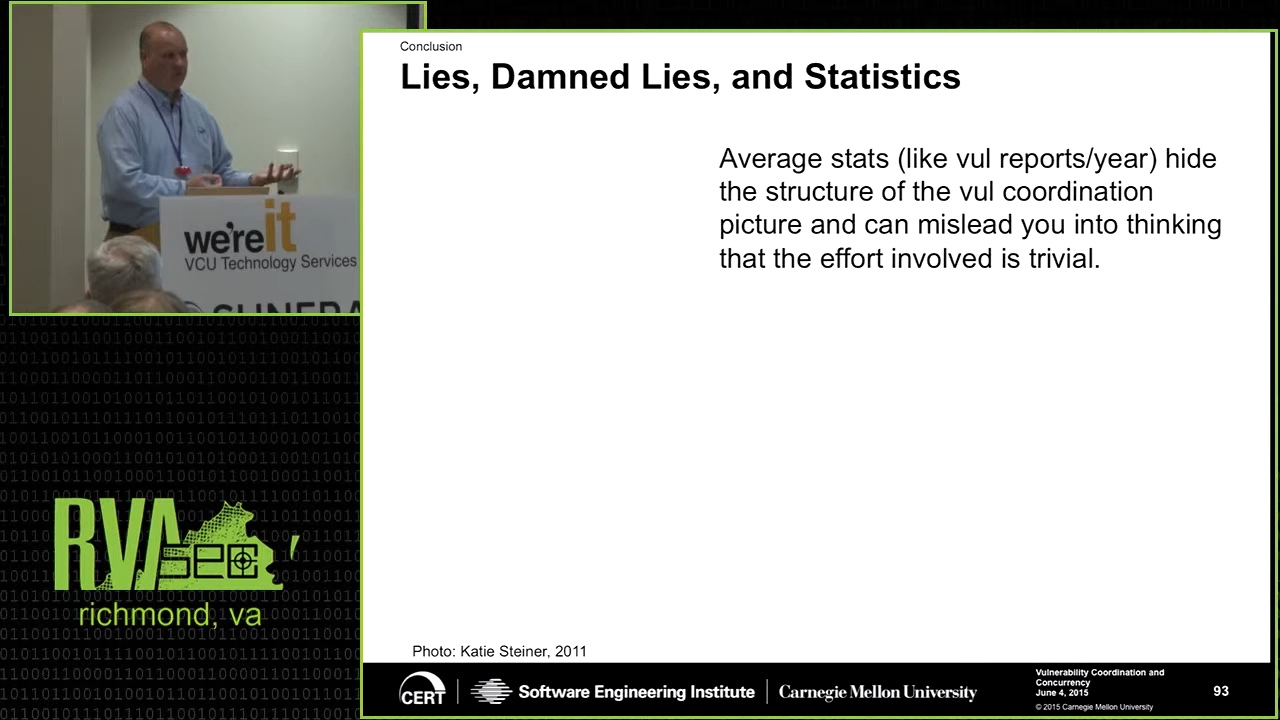 Conclusion
Lies, Damned Lies, and Statistics
Average stats (like vul reports/year) hide
the structure of the vul coordination
picture and can mislead you into thinking
that the effort involved is trivial.
we're it
VCU Technology Services
RVA
sec
richmond, va
Photo: Katie Steiner, 2011
CERT
Software Engineering Institute
Carnegie Mellon University
Vulnerability Coordination and
Concurrency
June 4, 2015
© 2015 Carnegie Mellon University
93